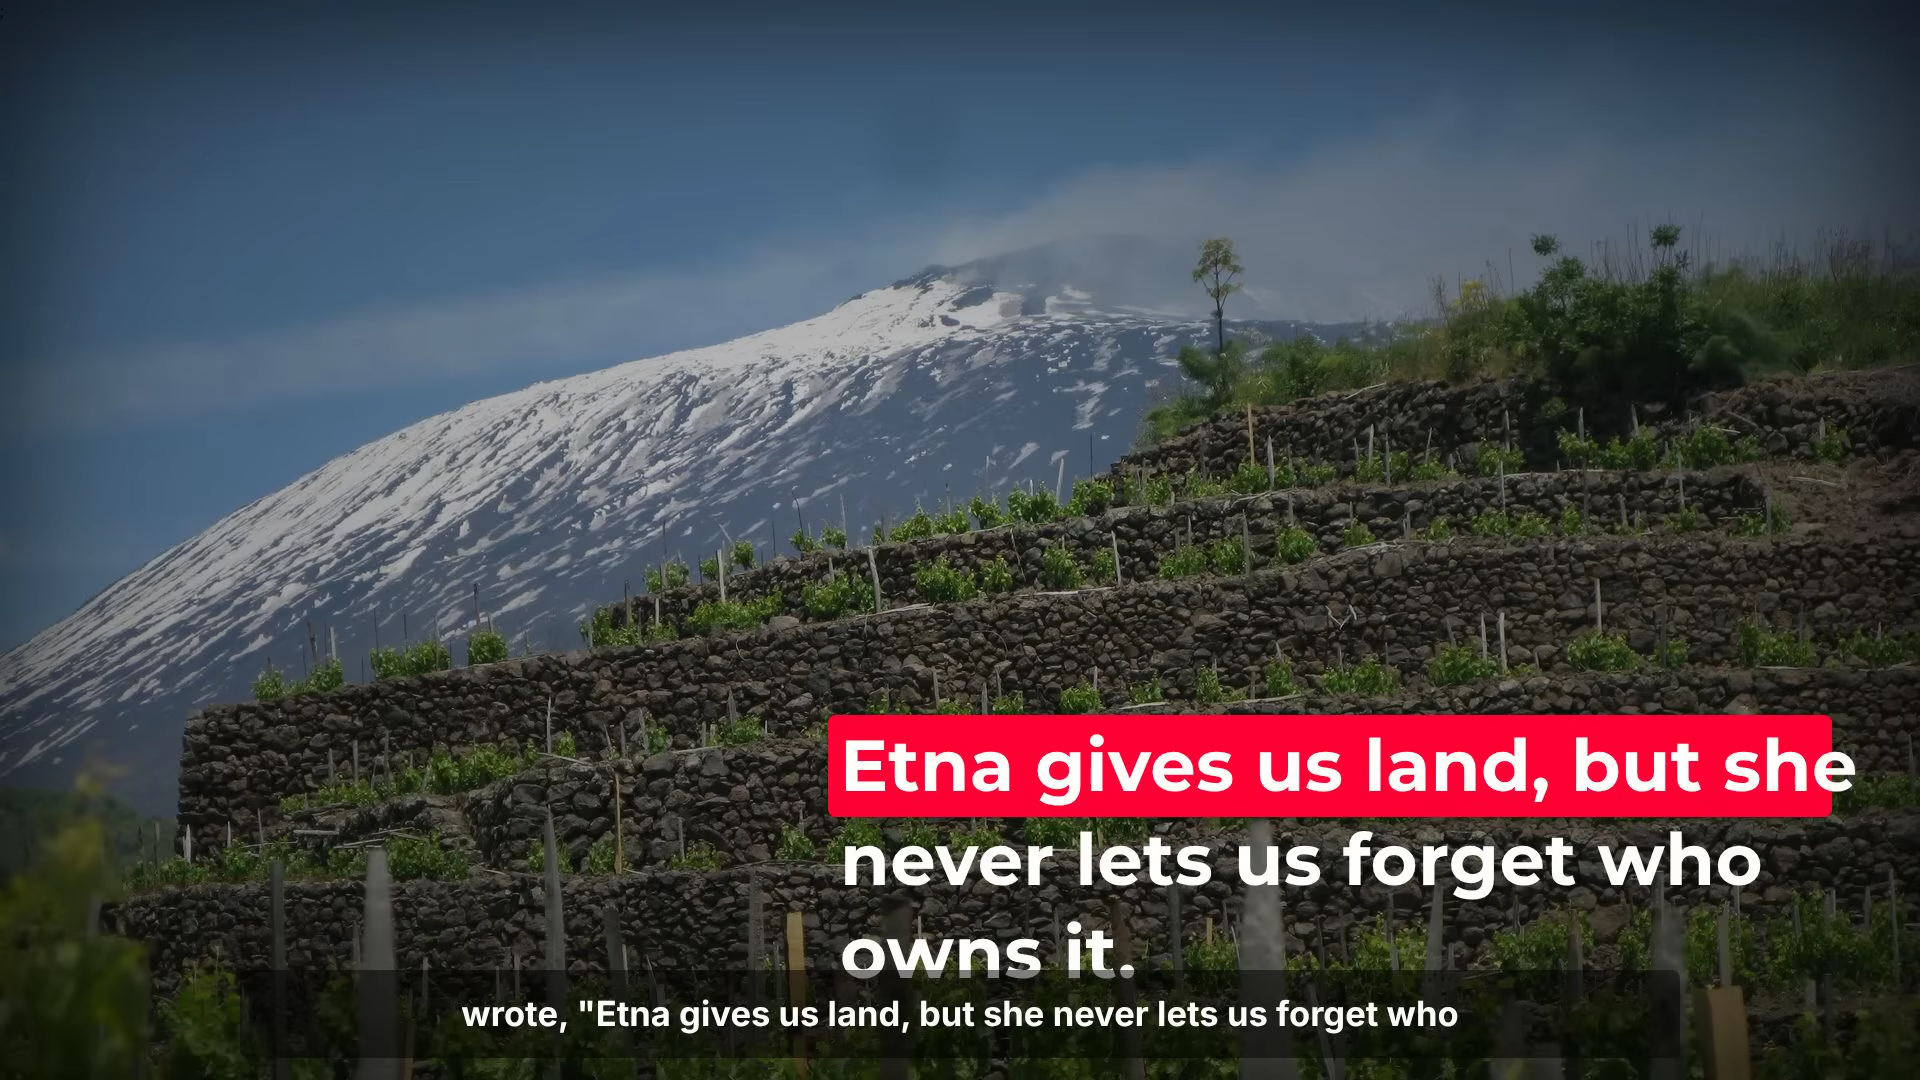 Etna gives us land, but she
never lets us forget who
owns it.
wrote, "Etna gives us land, but she never lets us forget who